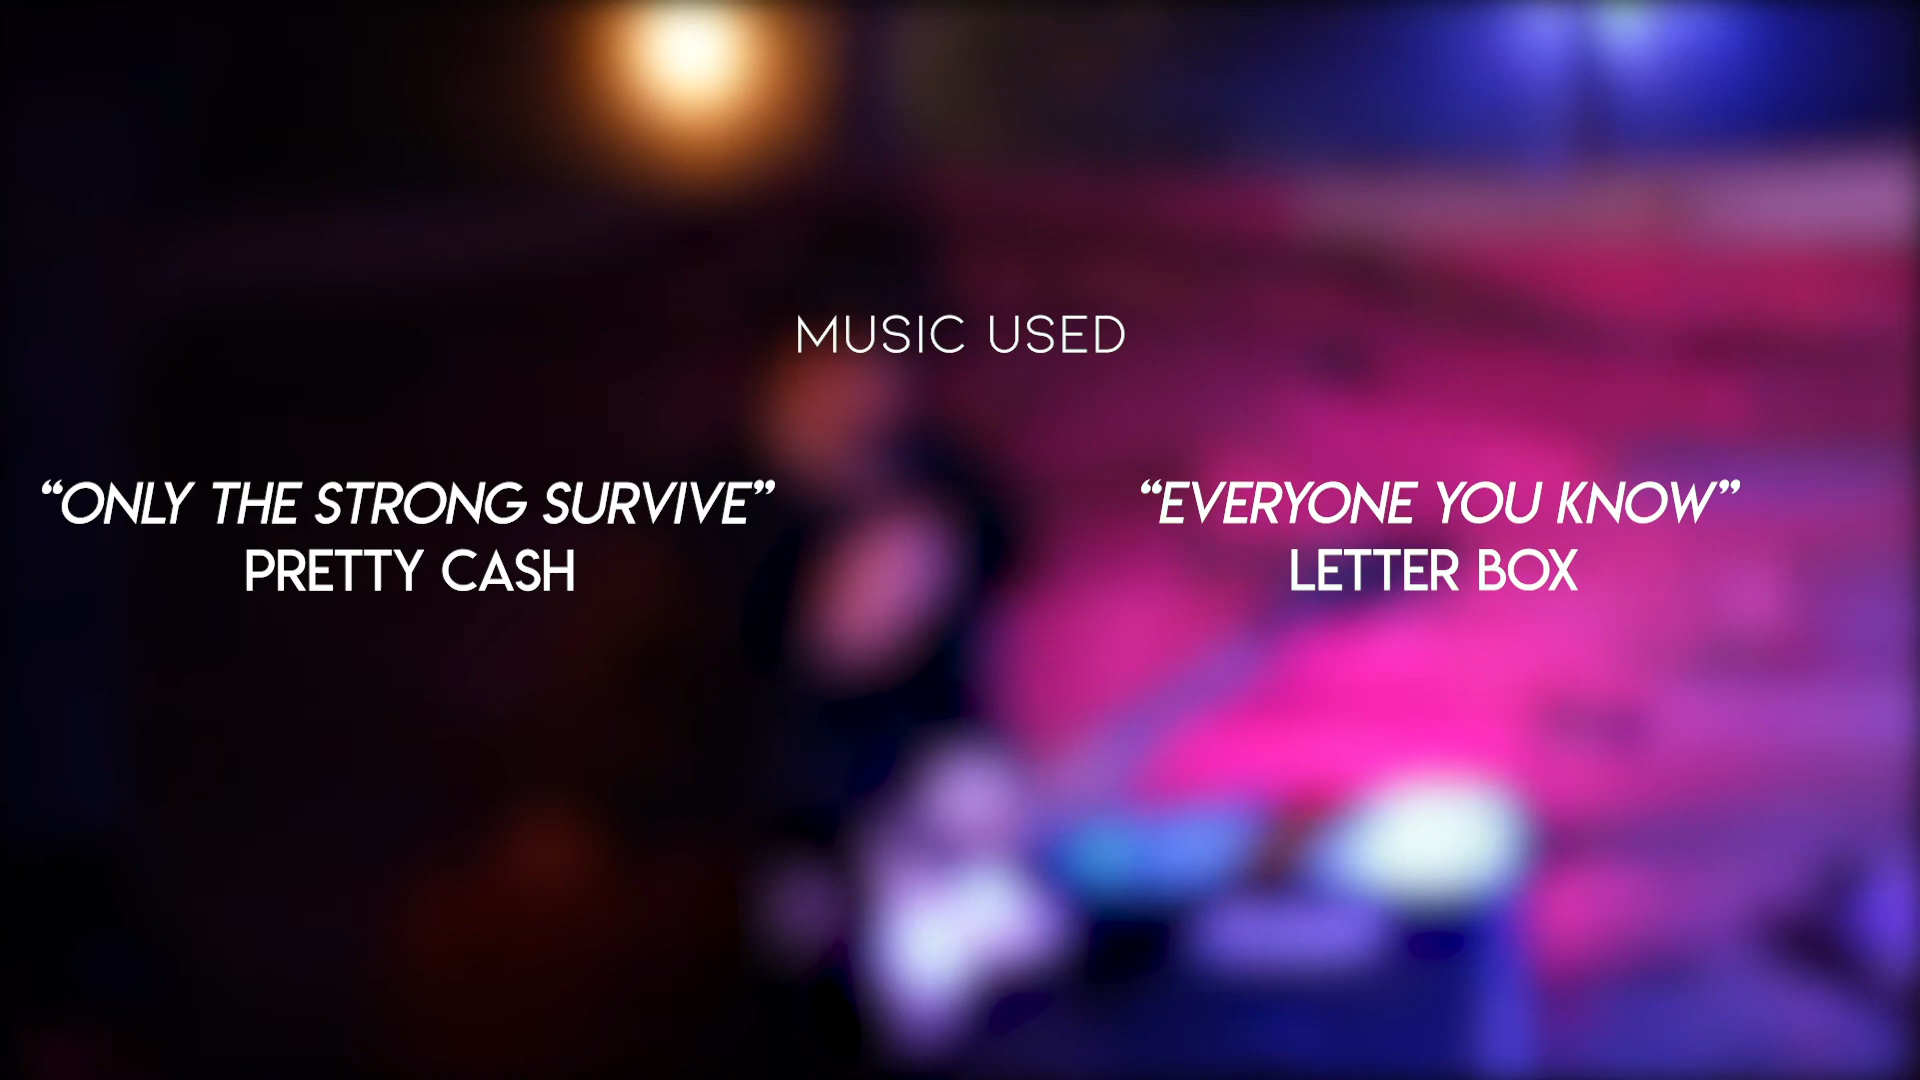 MUSIC USED
“ONLY THE STRONG SURVIVE”
PRETTY CASH
“EVERYONE YOU KNOW”
LETTER BOX